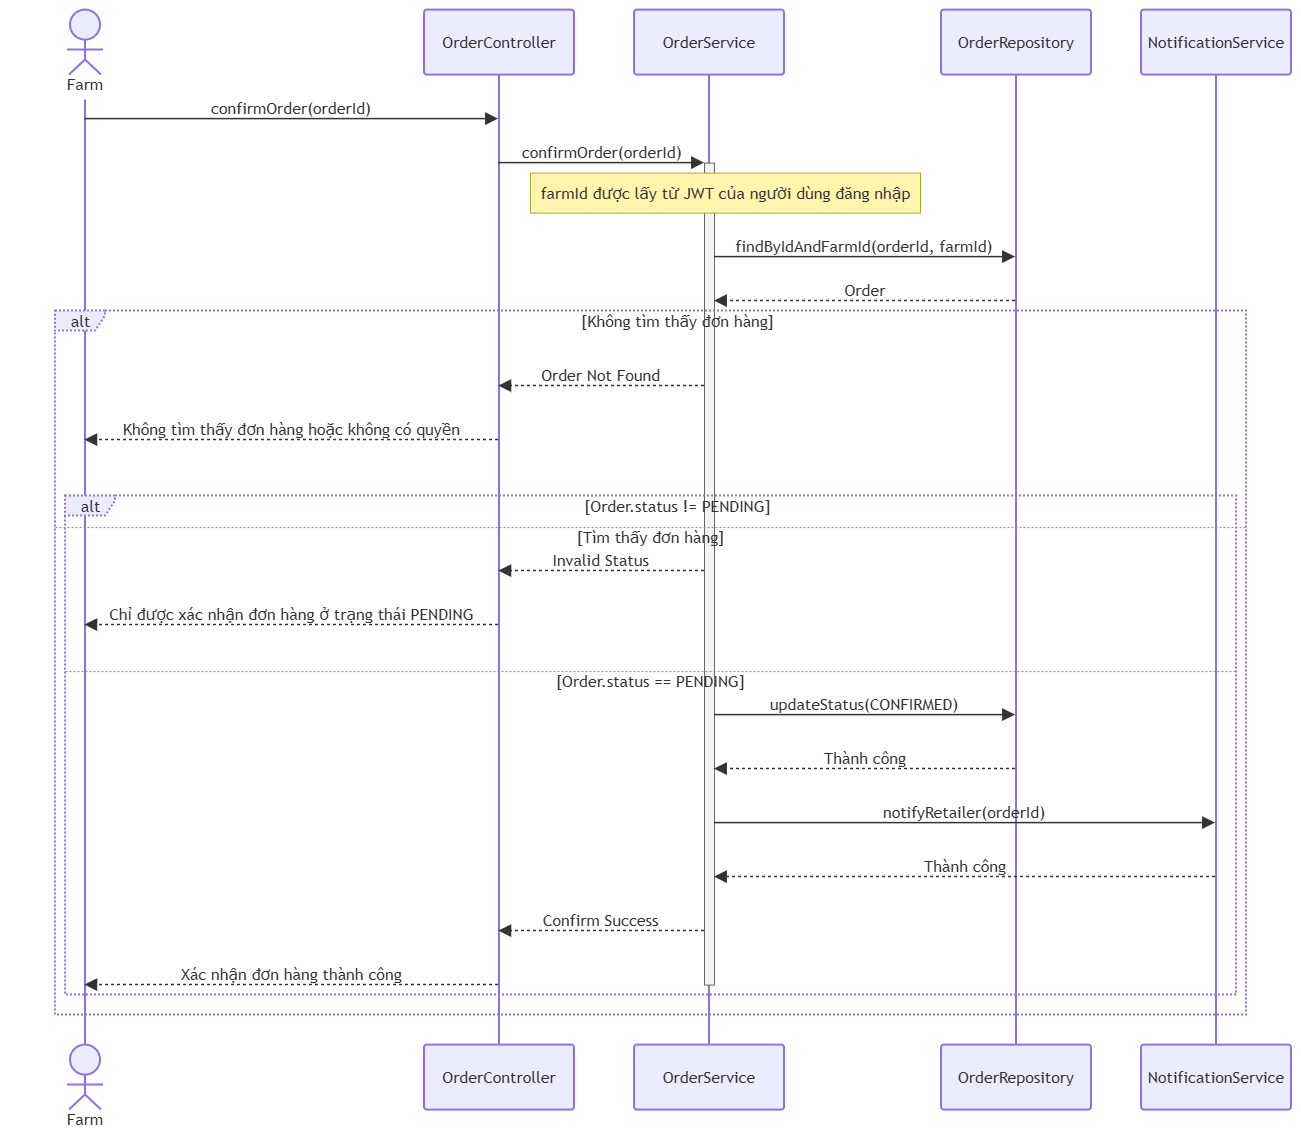 Farm
OrderController
OrderService
OrderRepository
NotificationService
confirmOrder(orderId)
confirmOrder(orderId)
farmId được lấy từ JWT của người dùng đăng nhập
findByIdAndFarmId(orderId, farmId)
Order
alt
[Không tìm thấy đơn hàng]
Order Not Found
Không tìm thấy đơn hàng hoặc không có quyền
alt
[Order.status != PENDING]
[Tìm thấy đơn hàng]
Invalid Status
Chỉ được xác nhận đơn hàng ở trạng thái PENDING
[Order.status == PENDING]
updateStatus(CONFIRMED)
Thành công
notifyRetailer(orderId)
Thành công
Confirm Success
Xác nhận đơn hàng thành công
Farm
OrderController
OrderService
OrderRepository
NotificationService